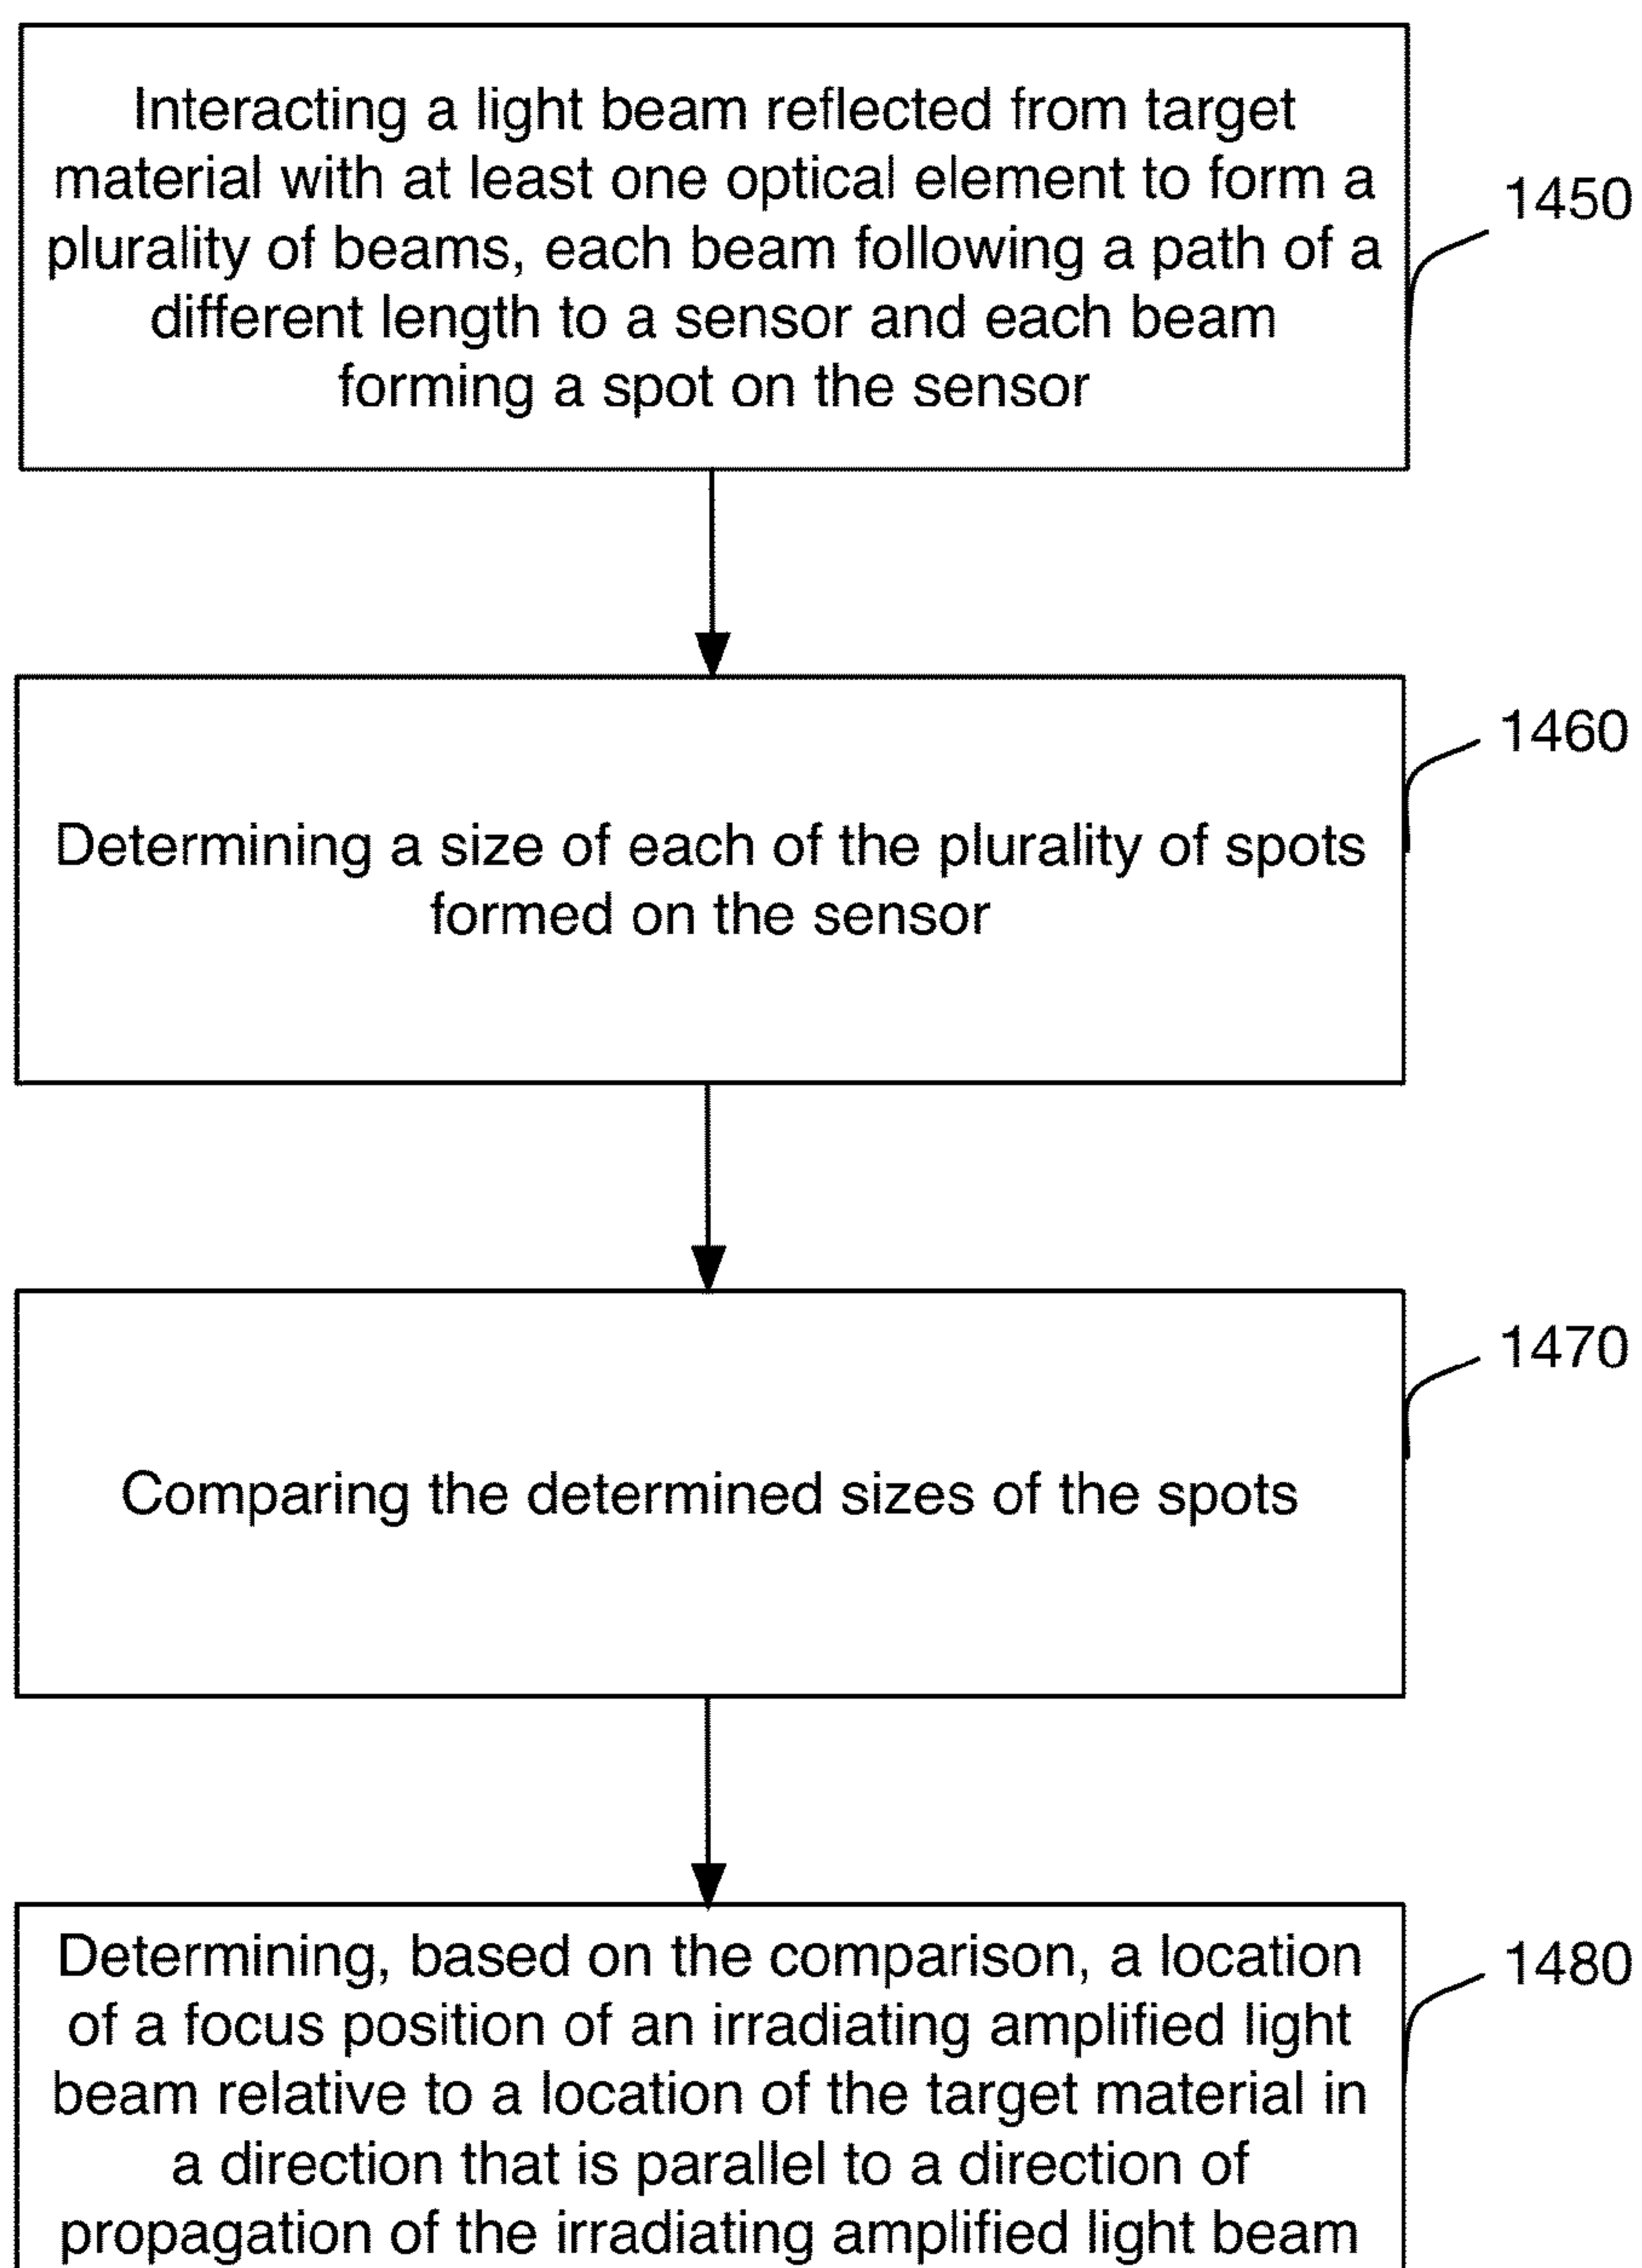 Interacting a light beam reflected from target
material with at least one optical element to form a
plurality of beams, each beam following a path of a
different length to a sensor and each beam
forming a spot on the sensor
1450
Determining a size of each of the plurality of spots
formed on the sensor
1460
Comparing the determined sizes of the spots
1470
Determining, based on the comparison, a location
of a focus position of an irradiating amplified light
beam relative to a location of the target material in
a direction that is parallel to a direction of
propagation of the irradiating amplified light beam
1480